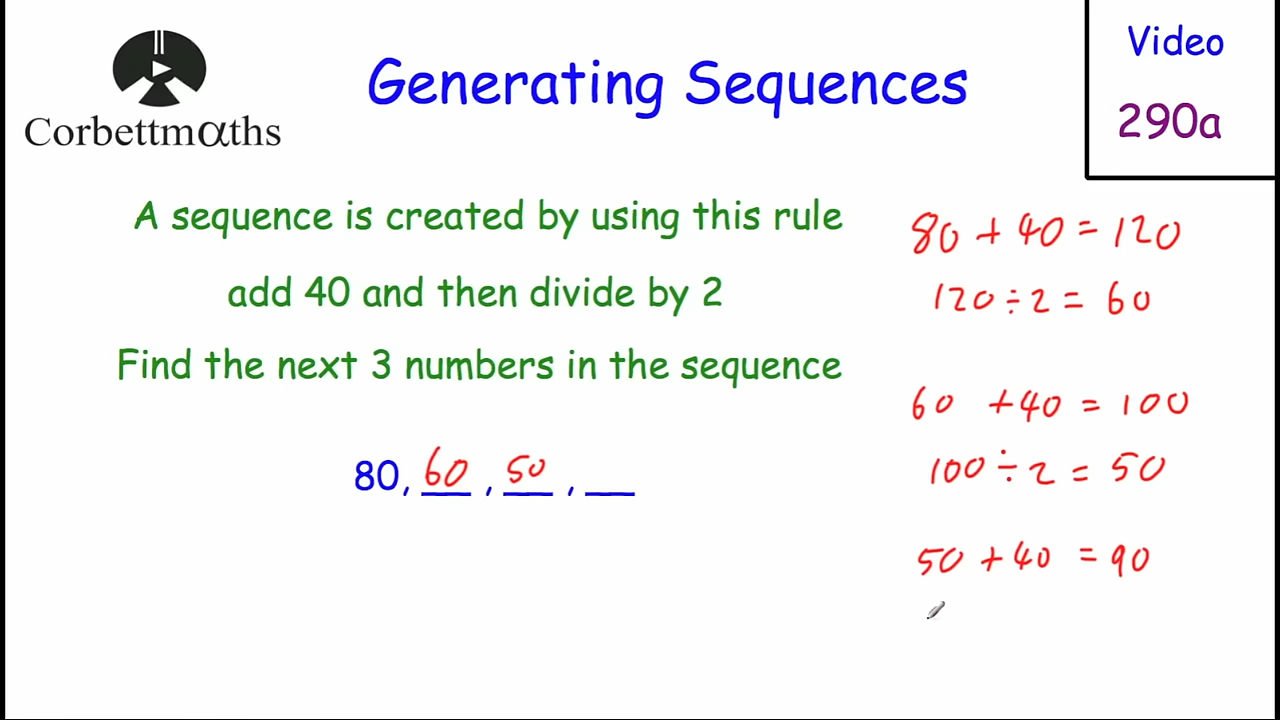 Corbettmαths
Generating Sequences
Video
290a
A sequence is created by using this rule
add 40 and then divide by 2
Find the next 3 numbers in the sequence
80, 60 , 50 , __
80 + 40 = 120
120 ÷ 2 = 60
60 +40 = 100
100 ÷ 2 = 50
50 + 40 = 90